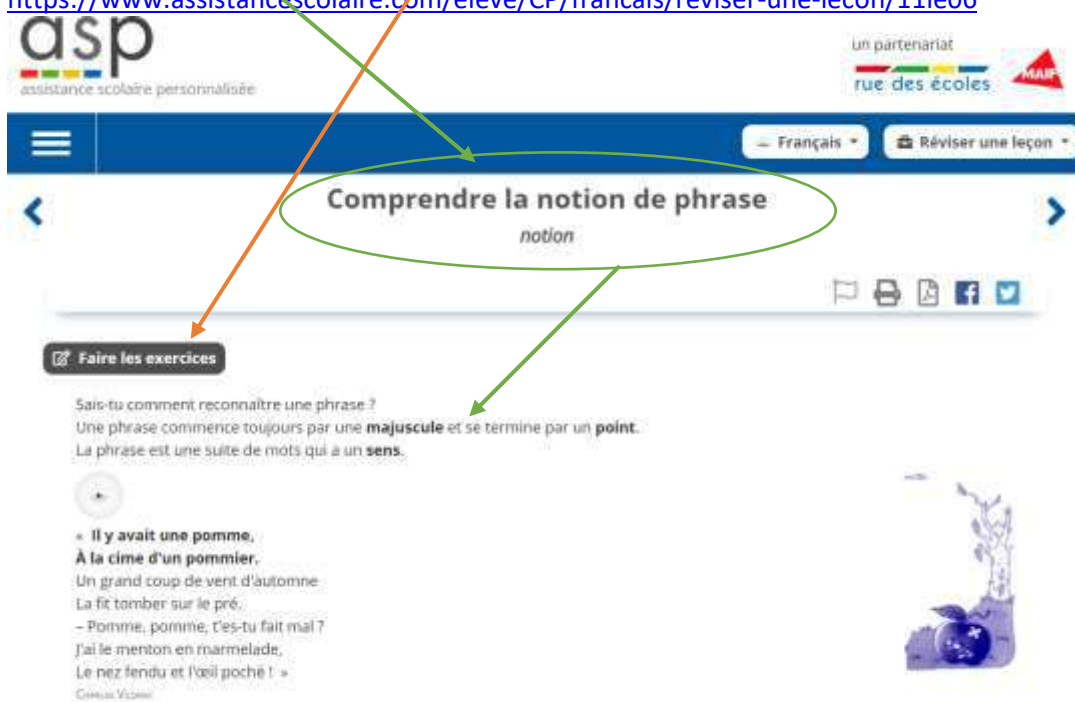 https://www.assistancescolaire.com/eleve/CP/francais/reviser-une-lecon/11fe06
asp
assistance scolaire personnalisée
un partenariat
rue des écoles
MAIF
Français
Réviser une leçon
Comprendre la notion de phrase
notion
Faire les exercices
Sais-tu comment reconnaître une phrase ?
Une phrase commence toujours par une majuscule et se termine par un point.
La phrase est une suite de mots qui a un sens.
« Il y avait une pomme,
À la cime d'un pommier.
Un grand coup de vent d'automne
La fit tomber sur le pré.
– Pomme, pomme, t'es-tu fait mal ?
J'ai le menton en marmelade,
Le nez fendu et l'œil poché ! »